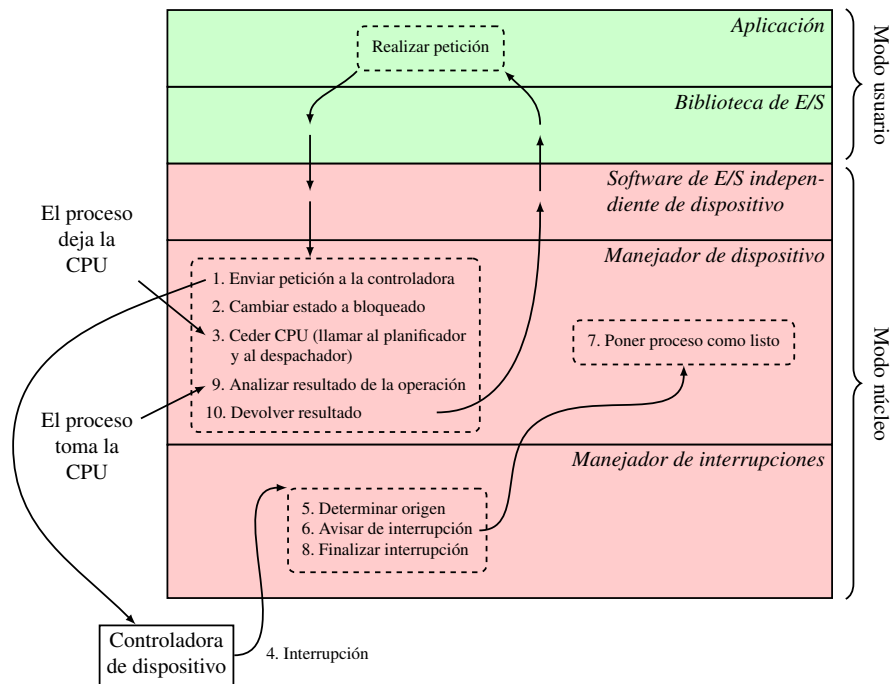 Aplicación
Realizar petición
Modo usuario
Biblioteca de E/S
Software de E/S indepen-
diente de dispositivo
El proceso
deja la
CPU
Manejador de dispositivo
1. Enviar petición a la controladora
2. Cambiar estado a bloqueado
3. Ceder CPU (llamar al planificador
y al despachador)
9. Analizar resultado de la operación
10. Devolver resultado
7. Poner proceso como listo
Modo núcleo
El proceso
toma la
CPU
Manejador de interrupciones
5. Determinar origen
6. Avisar de interrupción
8. Finalizar interrupción
Controladora
de dispositivo
4. Interrupción